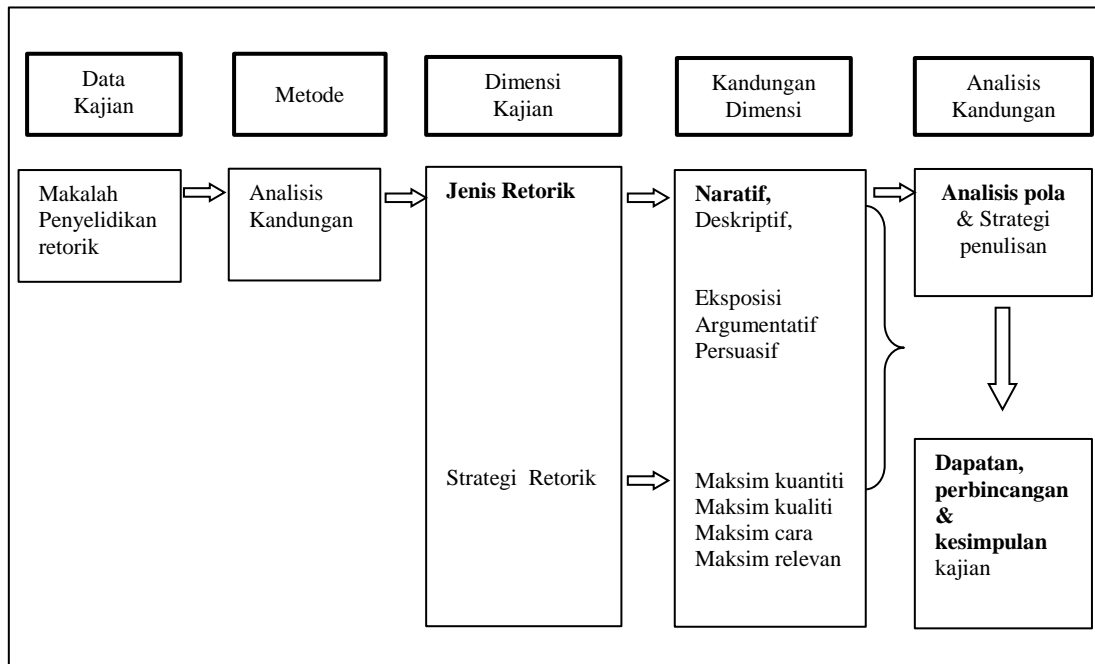 Data
Kajian
Metode
Dimensi
Kajian
Kandungan
Dimensi
Analisis
Kandungan
Makalah
Penyelidikan
retorik
Analisis
Kandungan
Jenis Retorik
Strategi Retorik
Naratif,
Deskriptif,
Eksposisi
Argumentatif
Persuasif
Maksim kuantiti
Maksim kualiti
Maksim cara
Maksim relevan
Analisis pola
& Strategi
penulisan
Dapatan,
perbincangan
&
kesimpulan
kajian